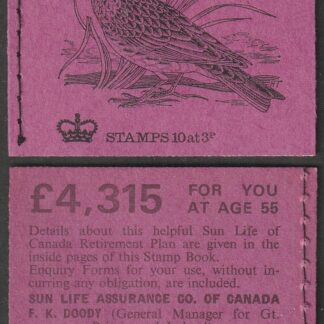 STAMPS 10 at 3P
£4,315 FOR YOU
AT AGE 55
Details about this helpful Sun Life of
Canada Retirement Plan are given in the
inside pages of this Stamp Book.
Enquiry Forms for your use, without in-
curring any obligation, are included.
SUN LIFE ASSURANCE CO. OF CANADA
F. K. DOODY (General Manager for Gt.